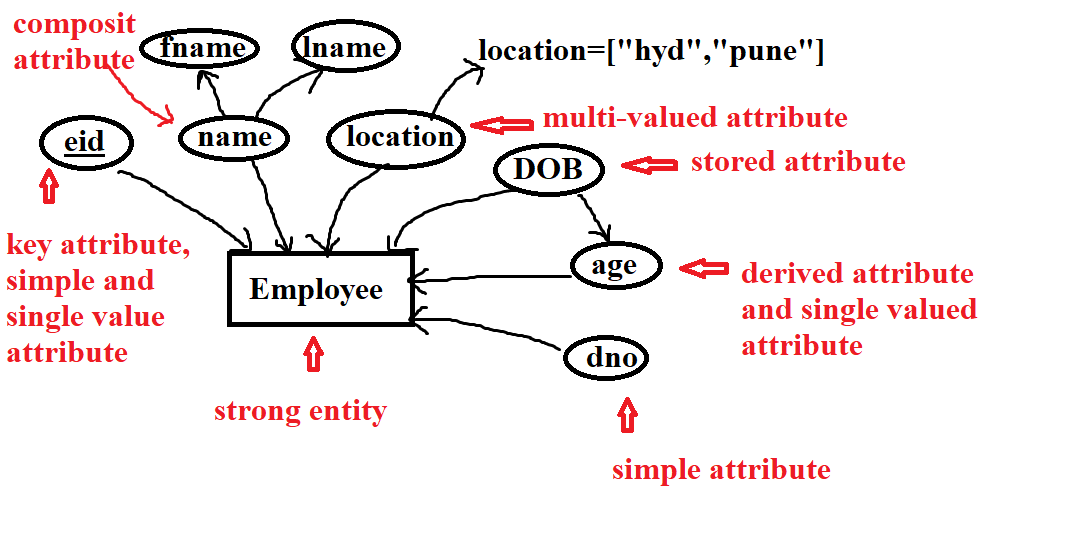 composit
attribute
fname
lname
location=["hyd","pune"]
eid
name
location
multi-valued attribute
DOB
stored attribute
key attribute,
simple and
single value
attribute
Employee
age
derived attribute
and single valued
attribute
dno
strong entity
simple attribute